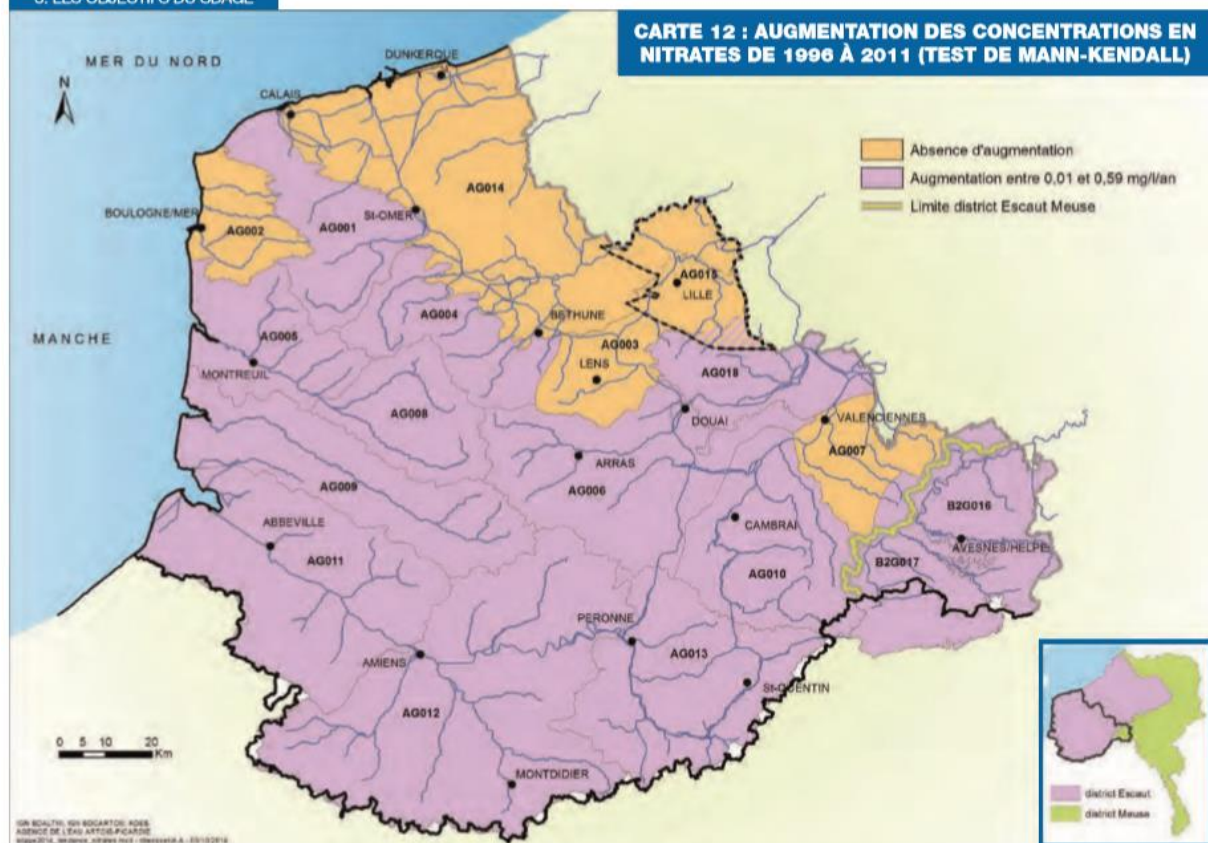 CARTE 12 : AUGMENTATION DES CONCENTRATIONS EN
NITRATES DE 1996 À 2011 (TEST DE MANN-KENDALL)
MER DU NORD
N
DUNKERQUE
CALAIS
Absence d'augmentation
Augmentation entre 0,01 et 0,59 mg/l/an
Limite district Escaut Meuse
AG014
BOULOGNE/MER
St-OMER
AG001
AG002
AG015
LILLE
MANCHE
AG004
BETHUNE
AG005
AG003
MONTREUIL
LENS
AG018
AG008
DOUAI
VALENCIENNES
AG007
ARRAS
AG009
AG006
B2G016
CAMBRAI
ABBEVILLE
AVESNES/HELPE
AG011
AG010
B2G017
PERONNE
AMIENS
AG013
St-QUENTIN
AG012
0 5 10 20
Km
MONTDIDIER
district Escaut
district Meuse
AGENCE DE L'EAU ARTOIS-PICARDIE